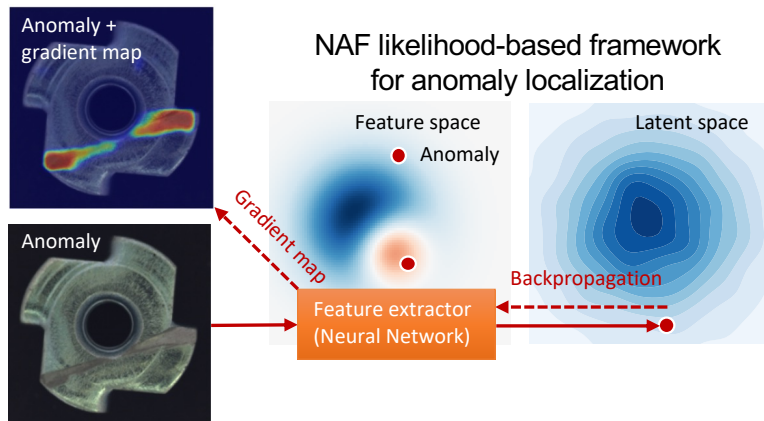 Anomaly +
gradient map
NAF likelihood-based framework
for anomaly localization
Feature space
Anomaly
Latent space
Gradient map
Anomaly
Backpropagation
Feature extractor
(Neural Network)